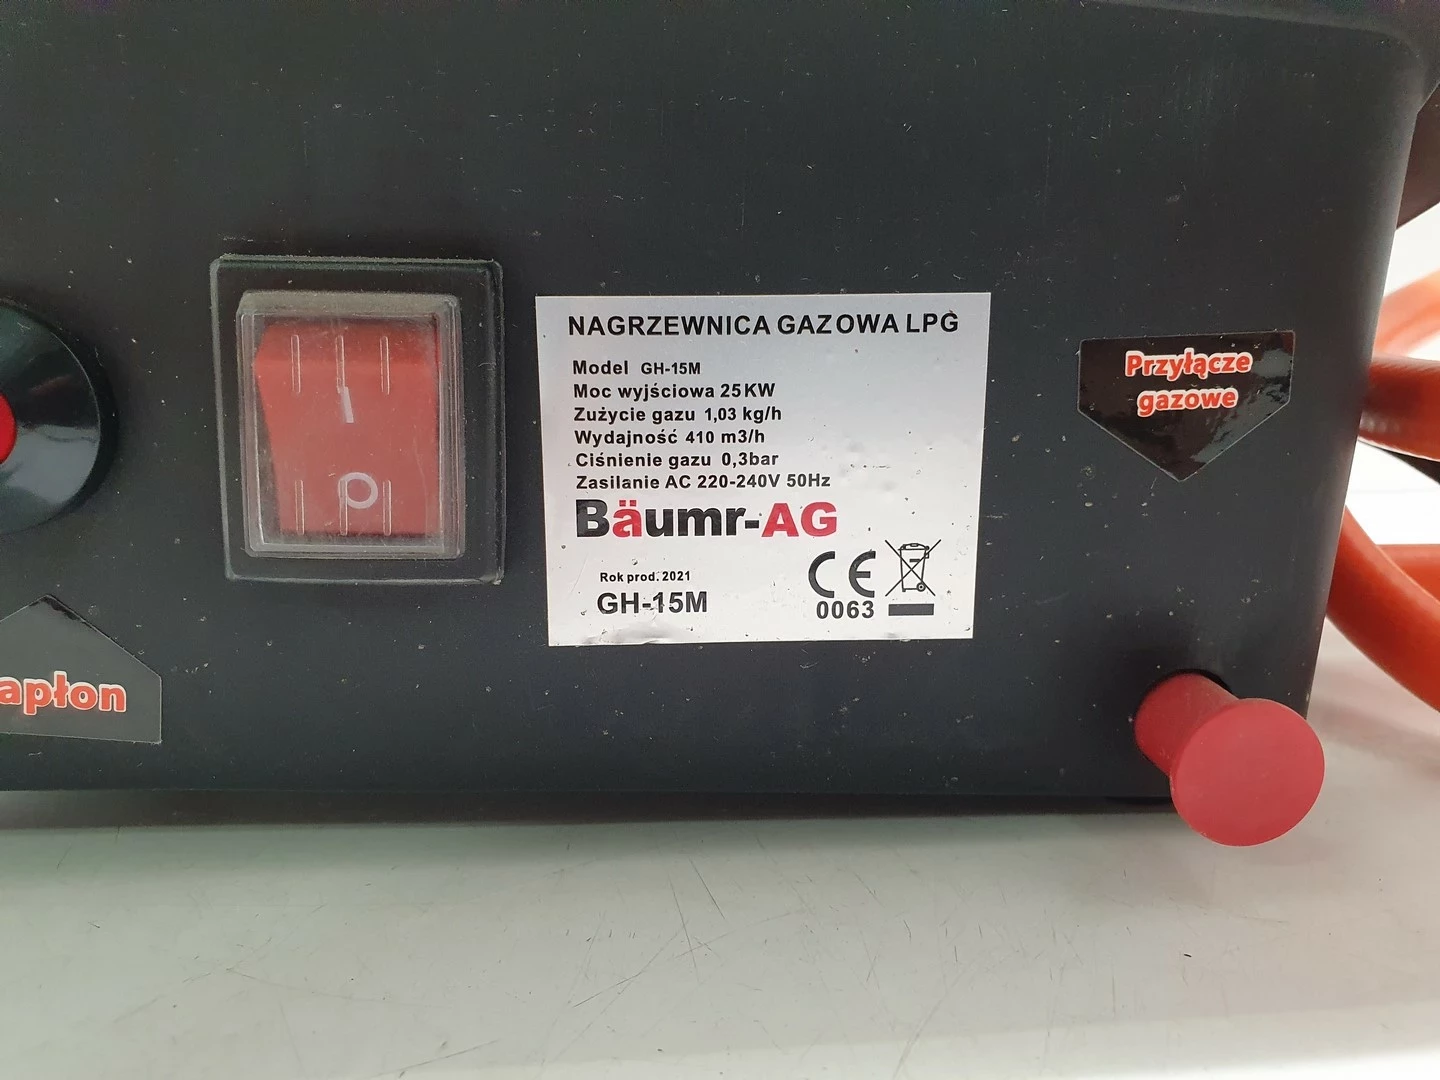 NAGRZEWNICA GAZOWA LPG
Model GH-15M
Moc wyjściowa 25KW
Zużycie gazu 1,03 kg/h
Wydajność 410 m3/h
Ciśnienie gazu 0,3bar
Zasilanie AC 220-240V 50Hz
Bäumr-AG
Rok prod. 2021
GH-15M
CE
0063
Przyłącze
gazowe
apłon
I
O